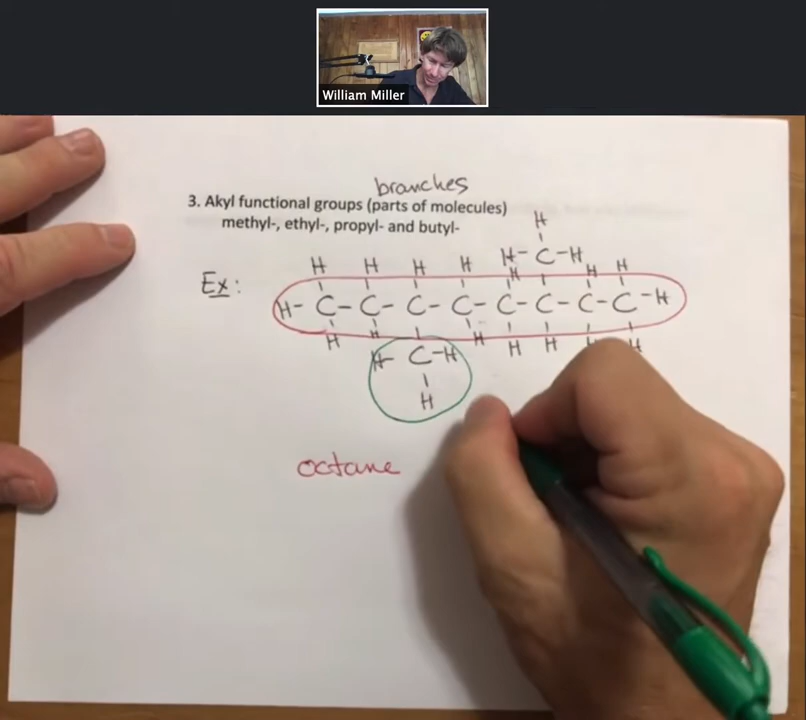 William Miller
branches
3. Akyl functional groups (parts of molecules)
methyl-, ethyl-, propyl- and butyl-
H
H H H H H- C-H H H
Ex:
H- C- C- C- C- C- C- C- C-H
H H H H H H H
H- C-H
H
octane